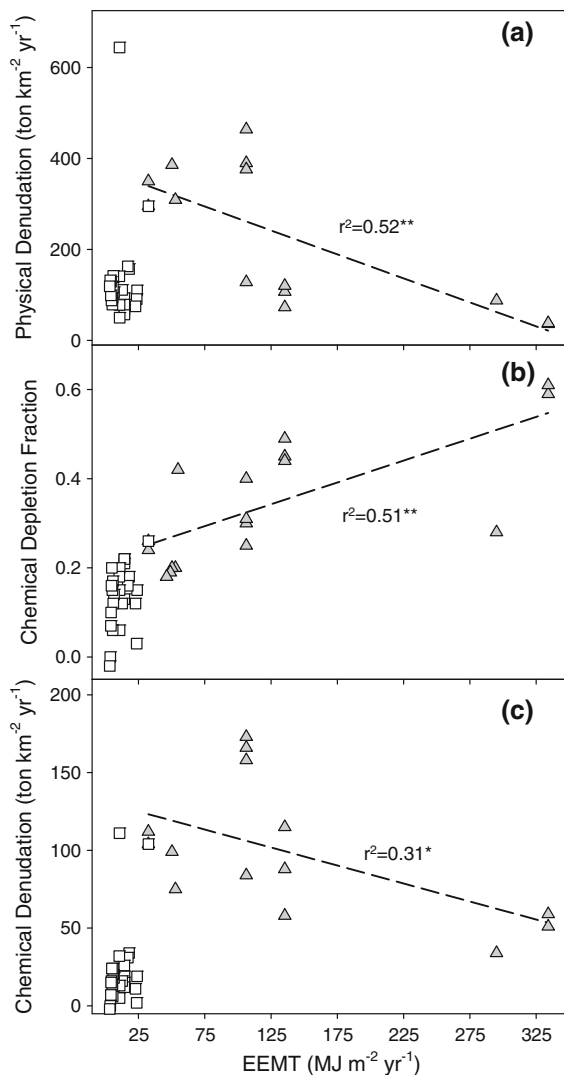 (a)
Physical Denudation (ton km⁻² yr⁻¹)
600
400
200
0
r²=0.52**
(b)
Chemical Depletion Fraction
0.6
0.4
0.2
0.0
r²=0.51**
(c)
Chemical Denudation (ton km⁻² yr⁻¹)
200
150
100
50
0
r²=0.31*
25 75 125 175 225 275 325
EEMT (MJ m⁻² yr⁻¹)